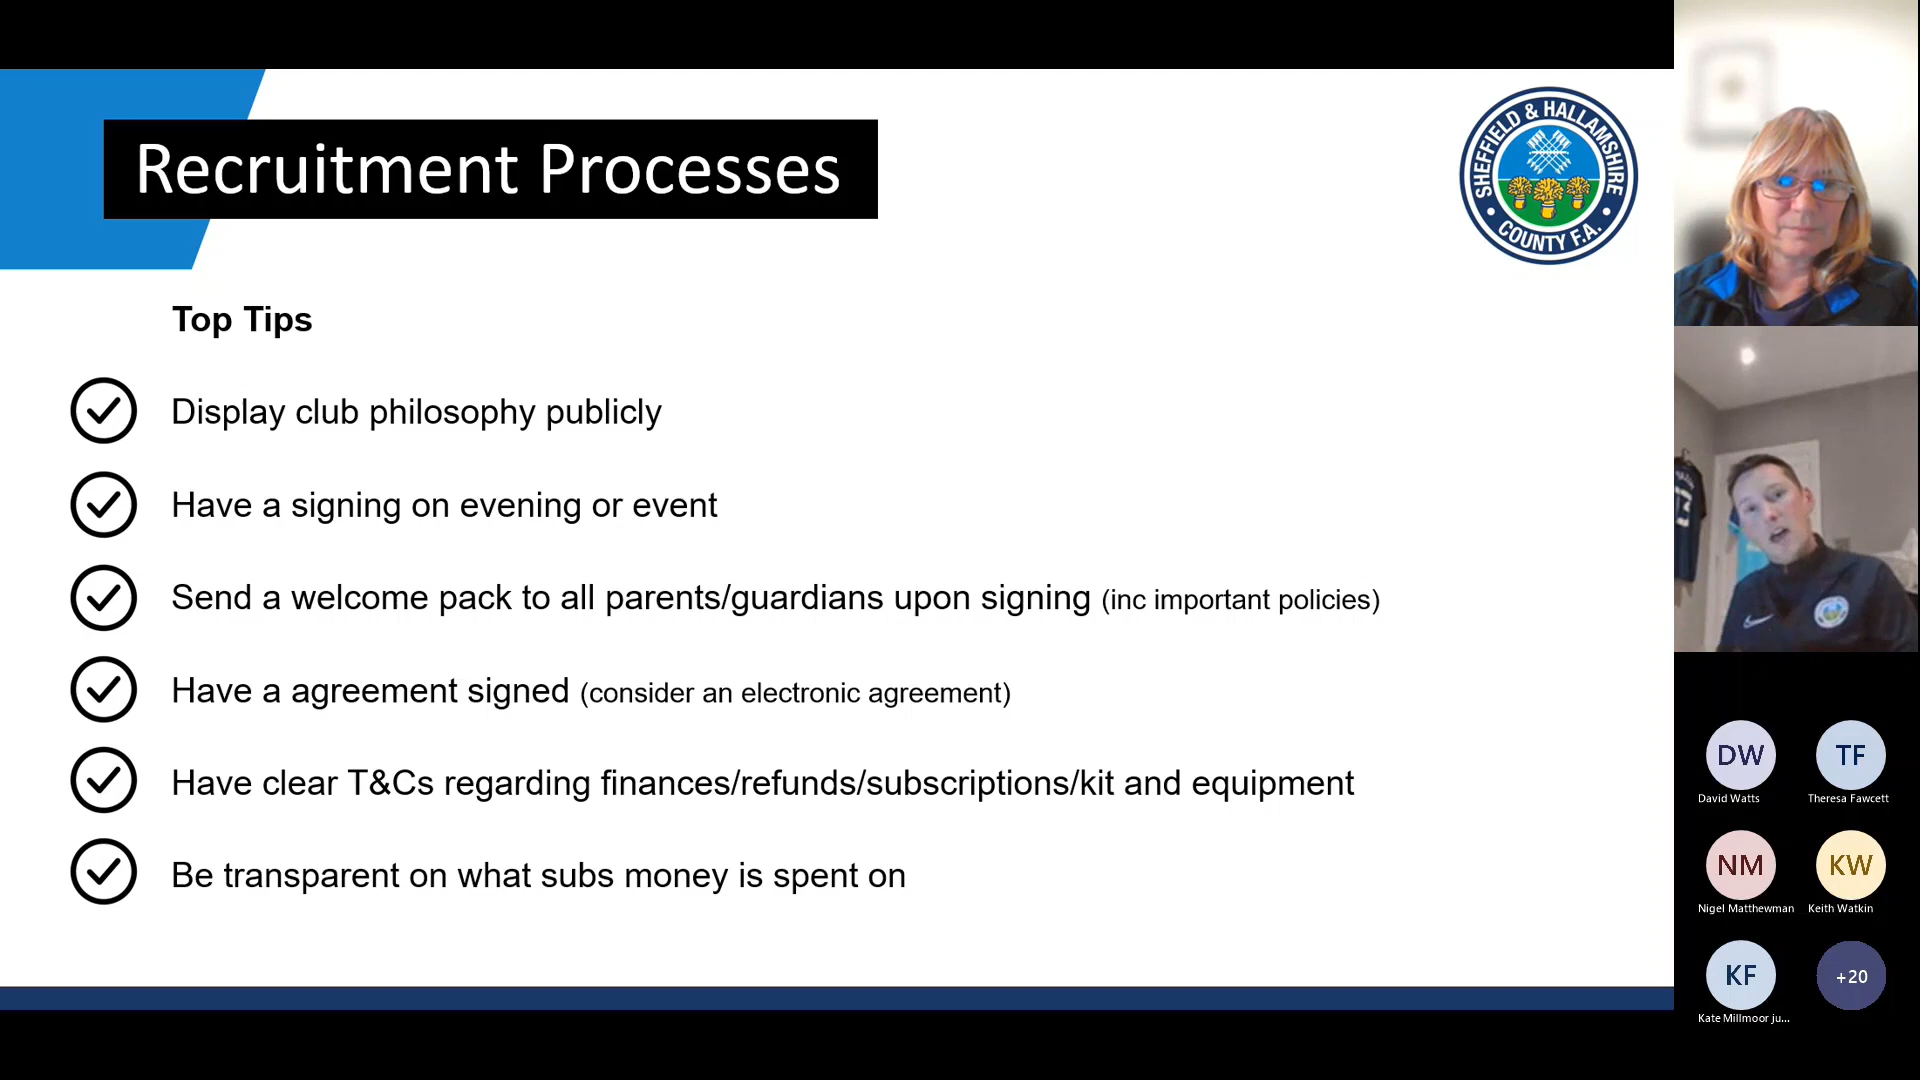 Recruitment Processes
SHEFFIELD & HALLAMSHIRE
COUNTY F.A.
Top Tips
Display club philosophy publicly
Have a signing on evening or event
Send a welcome pack to all parents/guardians upon signing (inc important policies)
Have a agreement signed (consider an electronic agreement)
Have clear T&Cs regarding finances/refunds/subscriptions/kit and equipment
Be transparent on what subs money is spent on
DW
TF
David Watts
Theresa Fawcett
NM
KW
Nigel Matthewman
Keith Watkin
KF
+20
Kate Millmoor ju...